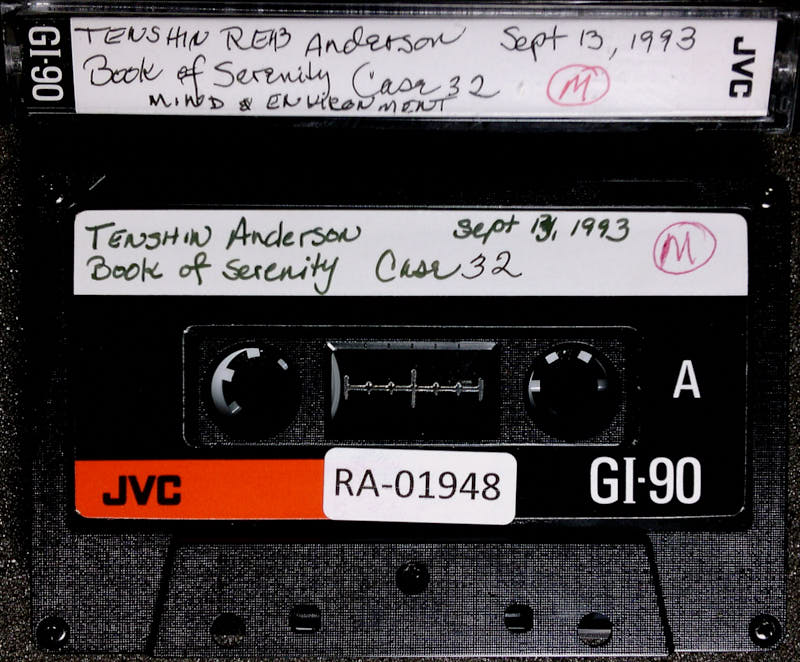 GI-90
TENSHIN REB Anderson Sept 13, 1993
Book of Serenity Case 32
MIND & ENVIRONMENT
M
JVC
TENSHIN Anderson Sept 13, 1993
Book of Serenity Case 32
M
A
JVC
RA-01948
GI-90